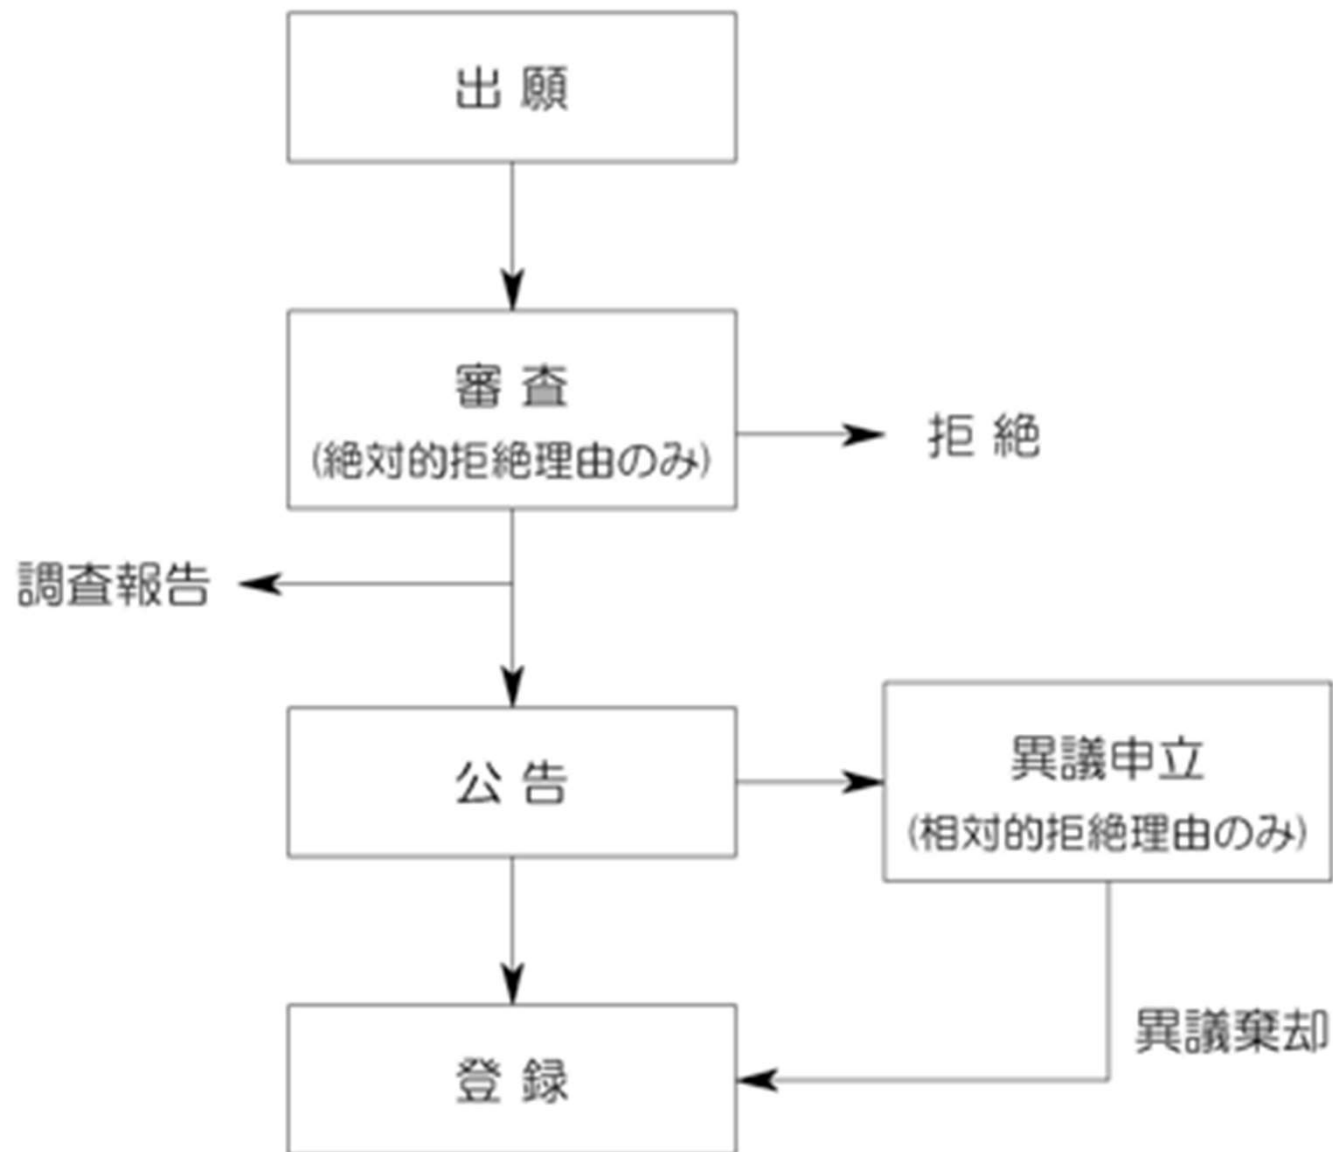 出願
審査
(絶対的拒絶理由のみ)
拒絶
調査報告
公告
異議申立
(相対的拒絶理由のみ)
異議棄却
登録